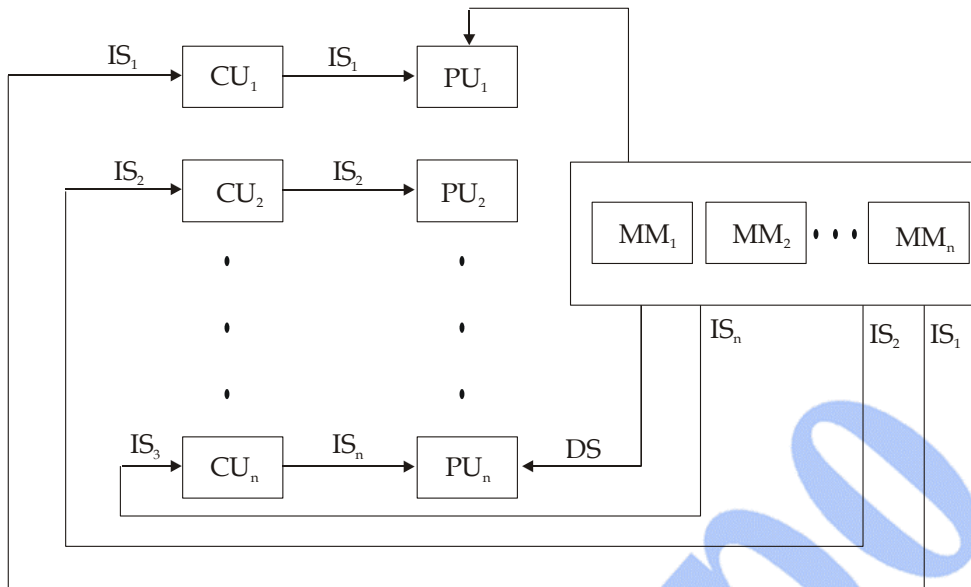 IS₁
CU₁
IS₁
PU₁
IS₂
CU₂
IS₂
PU₂
MM₁
MM₂
MMₙ
ISₙ
IS₂
IS₁
IS₃
CUₙ
ISₙ
PUₙ
DS